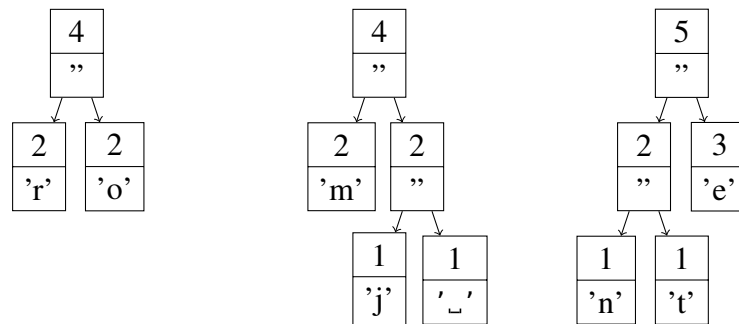 4 4 5
” ” ”
2 2 2 2 2 3
’r’ ’o’ ’m’ ” ” ’e’
1 1 1 1
’j’ '␣' ’n’ ’t’